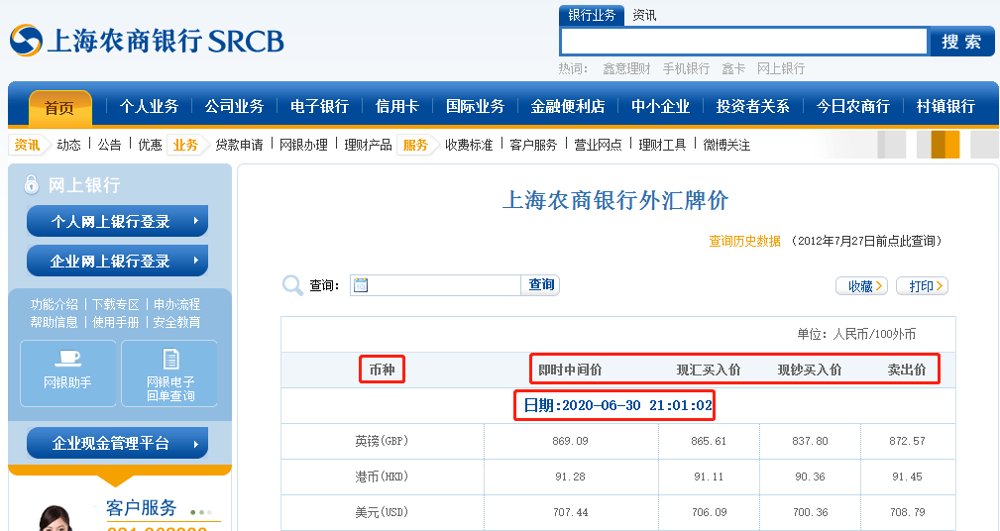 银行业务 资讯
上海农商银行 SRCB
搜 索
热词： 鑫意理财 手机银行 鑫卡 网上银行
首页 个人业务 公司业务 电子银行 信用卡 国际业务 金融便利店 中小企业 投资者关系 今日农商行 村镇银行
资讯 动态 公告 优惠 业务 贷款申请 网银办理 理财产品 服务 收费标准 客户服务 营业网点 理财工具 微博关注
网上银行
个人网上银行登录
企业网上银行登录
功能介绍 下载专区 申办流程
帮助信息 使用手册 安全教育
网银助手
网银电子
回单查询
企业现金管理平台
客户服务
上海农商银行外汇牌价
查询历史数据 （2012年7月27日前点此查询）
查询： 查询 收藏 打印
单位：人民币/100外币
币种 即时中间价 现汇买入价 现钞买入价 卖出价
日期:2020-06-30 21:01:02
英镑(GBP) 869.09 865.61 837.80 872.57
港币(HKD) 91.28 91.11 90.36 91.45
美元(USD) 707.44 706.09 700.36 708.79